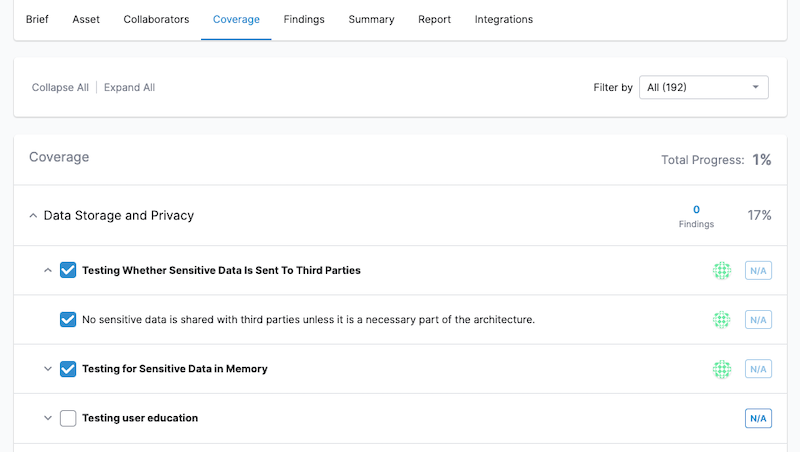 Brief Asset Collaborators Coverage Findings Summary Report Integrations
Collapse All Expand All Filter by All (192)
Coverage Total Progress: 1%
Data Storage and Privacy 0 Findings 17%
Testing Whether Sensitive Data Is Sent To Third Parties N/A
No sensitive data is shared with third parties unless it is a necessary part of the architecture. N/A
Testing for Sensitive Data in Memory N/A
Testing user education N/A